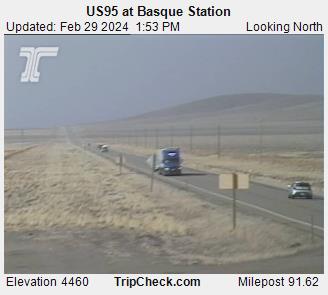 US95 at Basque Station
Updated: Feb 29 2024 1:53 PM Looking North
Elevation 4460 TripCheck.com Milepost 91.62